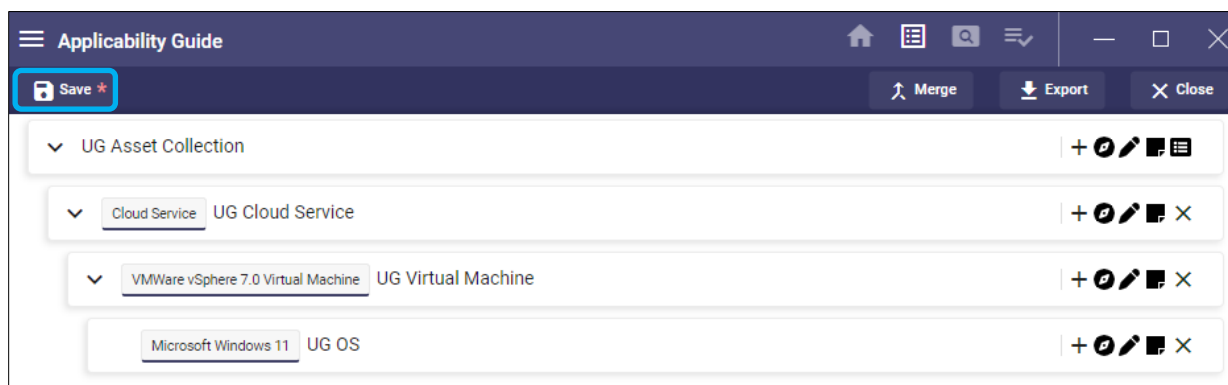 Applicability Guide
Save *
Merge
Export
Close
UG Asset Collection
Cloud Service UG Cloud Service
VMWare vSphere 7.0 Virtual Machine UG Virtual Machine
Microsoft Windows 11 UG OS